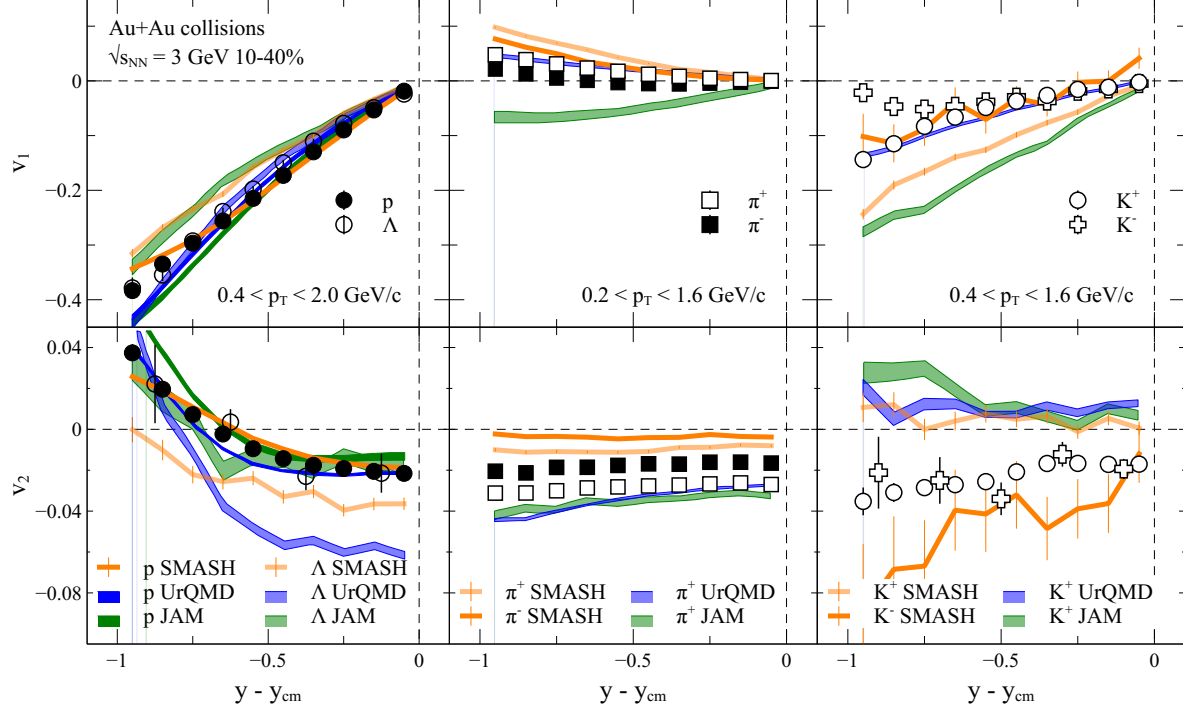 Au+Au collisions
√s_NN = 3 GeV 10-40%
v₁
0
−0.2
−0.4
p
Λ
0.4 < p_T < 2.0 GeV/c
π⁺
π⁻
0.2 < p_T < 1.6 GeV/c
K⁺
K⁻
0.4 < p_T < 1.6 GeV/c
v₂
0.04
0
−0.04
−0.08
p SMASH
p UrQMD
p JAM
Λ SMASH
Λ UrQMD
Λ JAM
π⁺ SMASH
π⁻ SMASH
π⁺ UrQMD
π⁺ JAM
K⁺ SMASH
K⁻ SMASH
K⁺ UrQMD
K⁺ JAM
−1 −0.5 0
−1 −0.5 0
−1 −0.5 0
y - y_cm
y - y_cm
y - y_cm